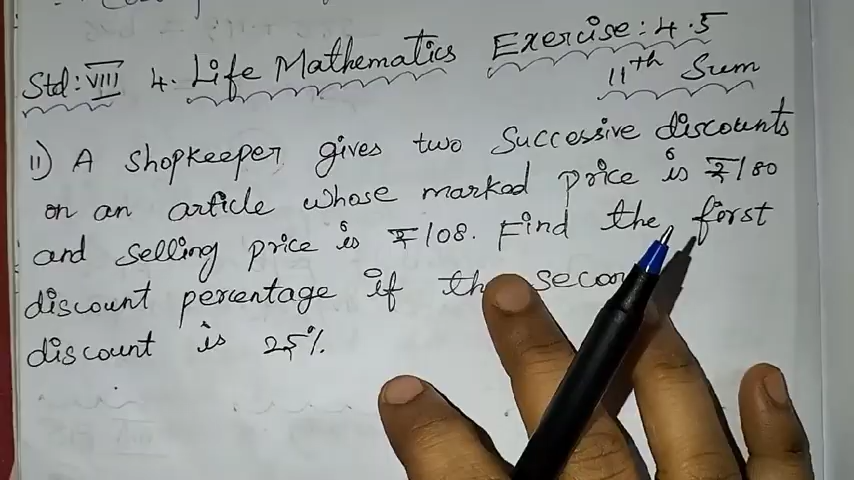 Std: VIII 4. Life Mathematics Exercise: 4.5
11th Sum
11) A shopkeeper gives two successive discounts
on an article whose marked price is ₹180
and selling price is ₹108. Find the first
discount percentage if the
discount is 25%.